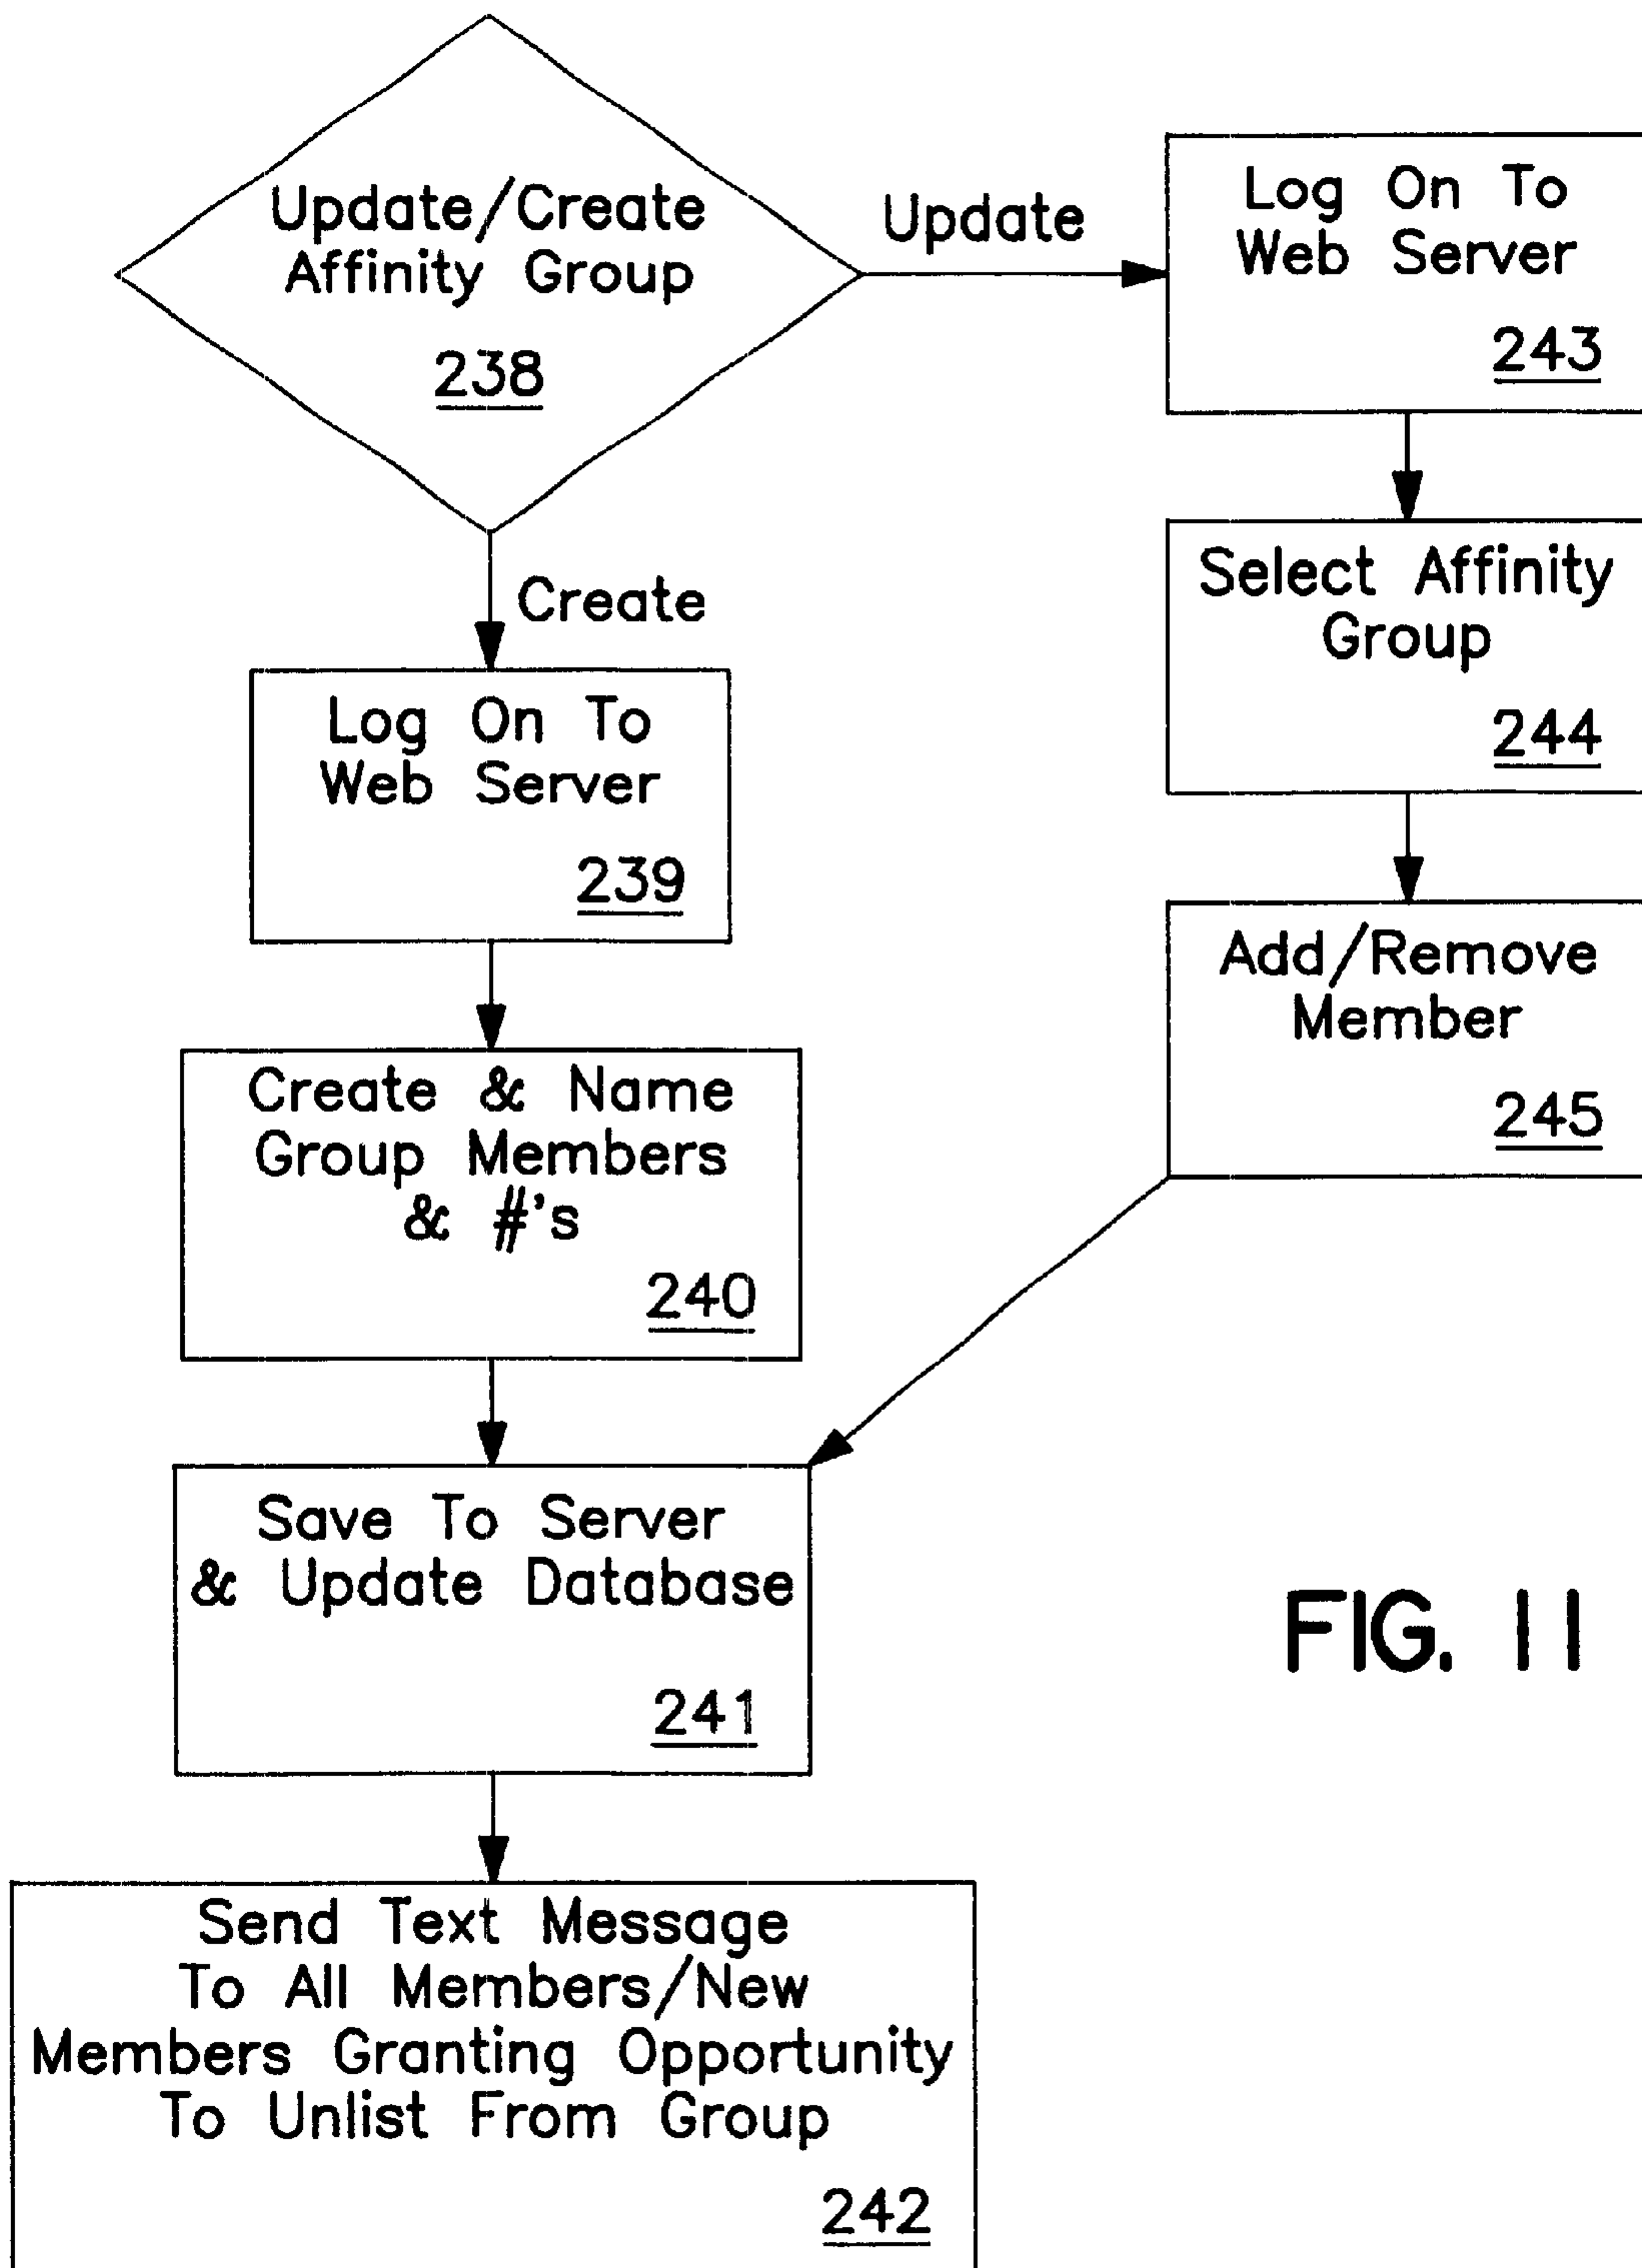 Update/Create
Affinity Group
238
Update
Create
Log On To
Web Server
239
Create & Name
Group Members
& #'s
240
Save To Server
& Update Database
241
Send Text Message
To All Members/New
Members Granting Opportunity
To Unlist From Group
242
Log On To
Web Server
243
Select Affinity
Group
244
Add/Remove
Member
245
FIG. 11